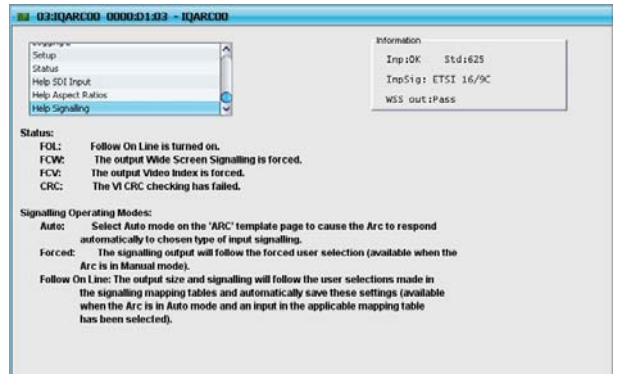 03:IQARC00 0000:D1:03 - IQARC00
Setup
Status
Help SDI Input
Help Aspect Ratios
Help Signalling
Information
Inp:OK Std:625
InpSig: ETSI 16/9C
WSS out:Pass
Status:
FOL: Follow On Line is turned on.
FCW: The output Wide Screen Signalling is forced.
FCV: The output Video Index is forced.
CRC: The VI CRC checking has failed.
Signalling Operating Modes:
Auto: Select Auto mode on the 'ARC' template page to cause the Arc to respond
automatically to chosen type of input signalling.
Forced: The signalling output will follow the forced user selection (available when the
Arc is in Manual mode).
Follow On Line: The output size and signalling will follow the user selections made in
the signalling mapping tables and automatically save these settings (available
when the Arc is in Auto mode and an input in the applicable mapping table
has been selected).